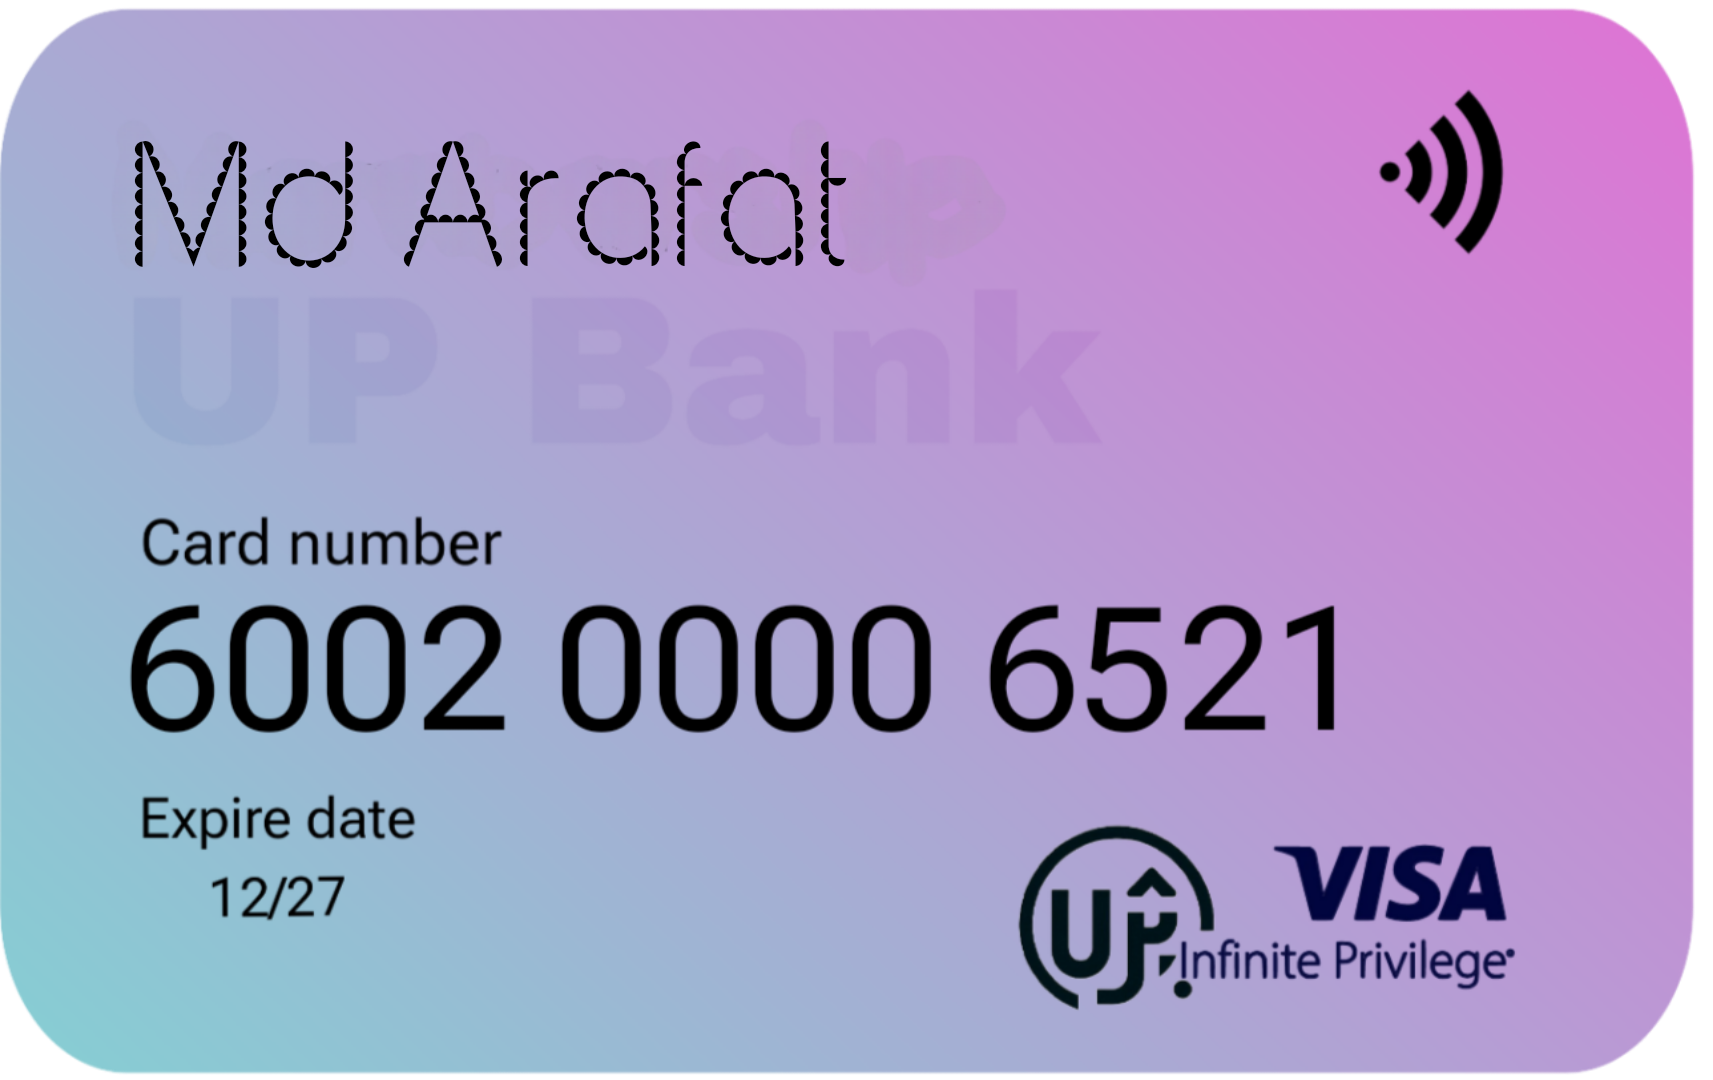 Md Arafat
UP Bank
Card number
6002 0000 6521
Expire date
12/27
UP
VISA
Infinite Privilege